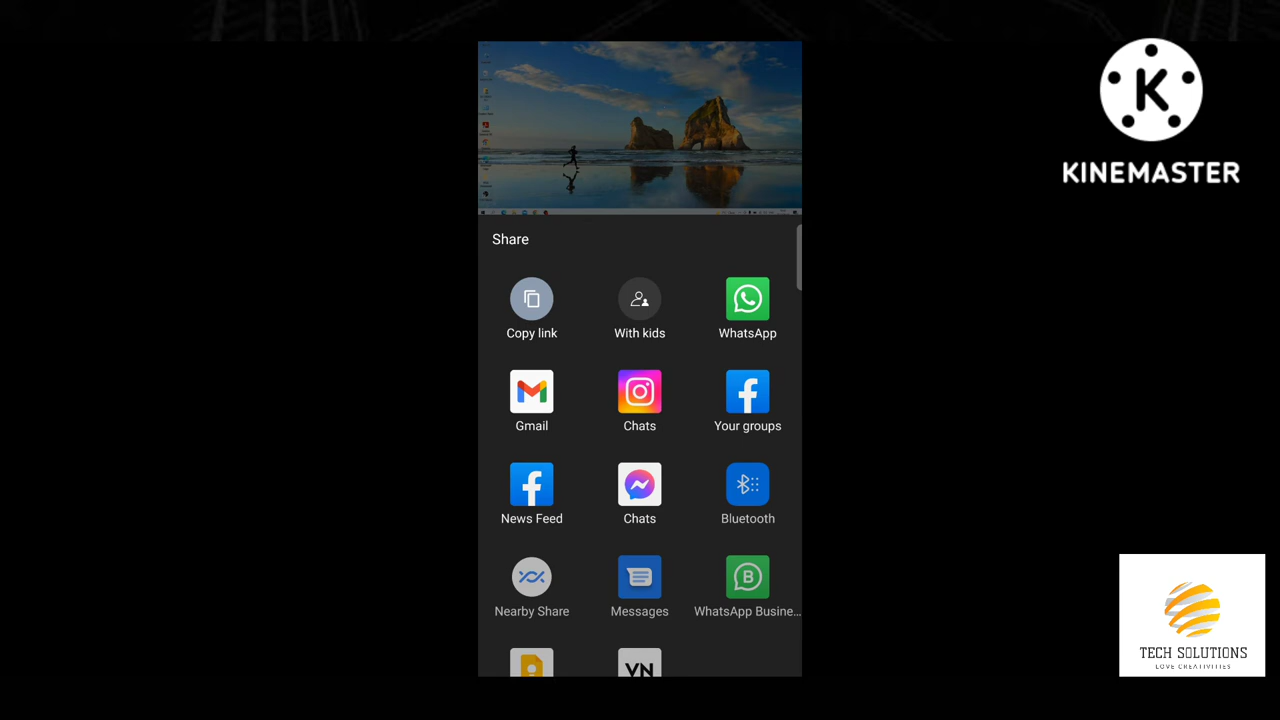 K
KINEMASTER
Share
Copy link
With kids
WhatsApp
Gmail
Chats
Your groups
News Feed
Chats
Bluetooth
Nearby Share
Messages
B
WhatsApp Busine...
VN
TECH SOLUTIONS
LOVE CREATIVITIES